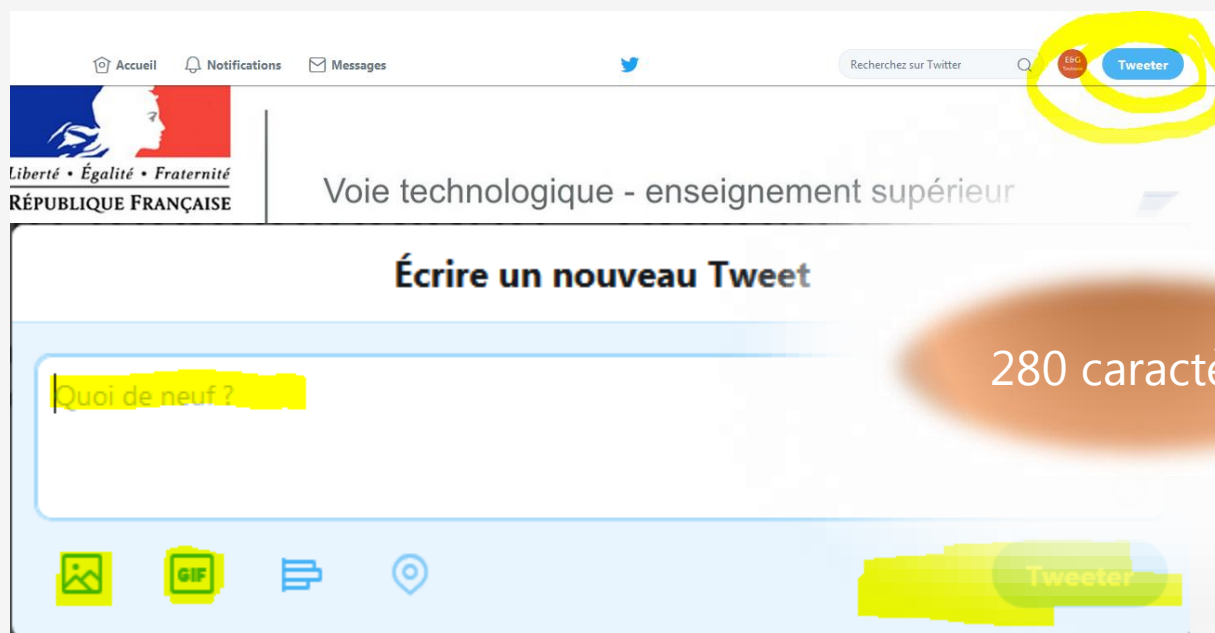 Accueil Notifications Messages Recherchez sur Twitter E&G Tweeter
Liberté • Égalité • Fraternité
RÉPUBLIQUE FRANÇAISE
Voie technologique - enseignement supérieur
Écrire un nouveau Tweet
280 caractè
Quoi de neuf ?
GIF
Tweeter